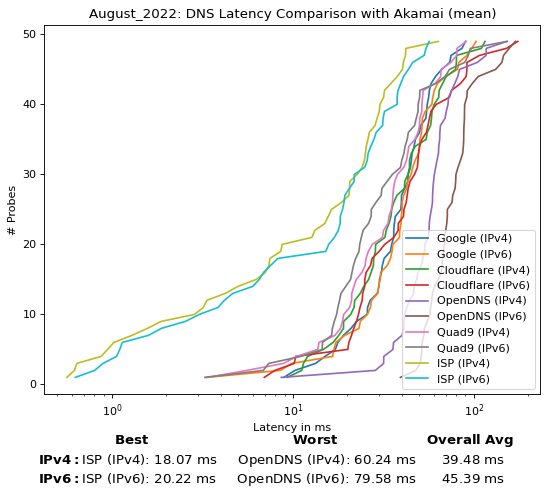 August_2022: DNS Latency Comparison with Akamai (mean)
50
40
30
20
10
0
# Probes
10⁰
10¹
10²
Latency in ms
Google (IPv4)
Google (IPv6)
Cloudflare (IPv4)
Cloudflare (IPv6)
OpenDNS (IPv4)
OpenDNS (IPv6)
Quad9 (IPv4)
Quad9 (IPv6)
ISP (IPv4)
ISP (IPv6)
Best Worst Overall Avg
IPv4: ISP (IPv4): 18.07 ms OpenDNS (IPv4): 60.24 ms 39.48 ms
IPv6: ISP (IPv6): 20.22 ms OpenDNS (IPv6): 79.58 ms 45.39 ms